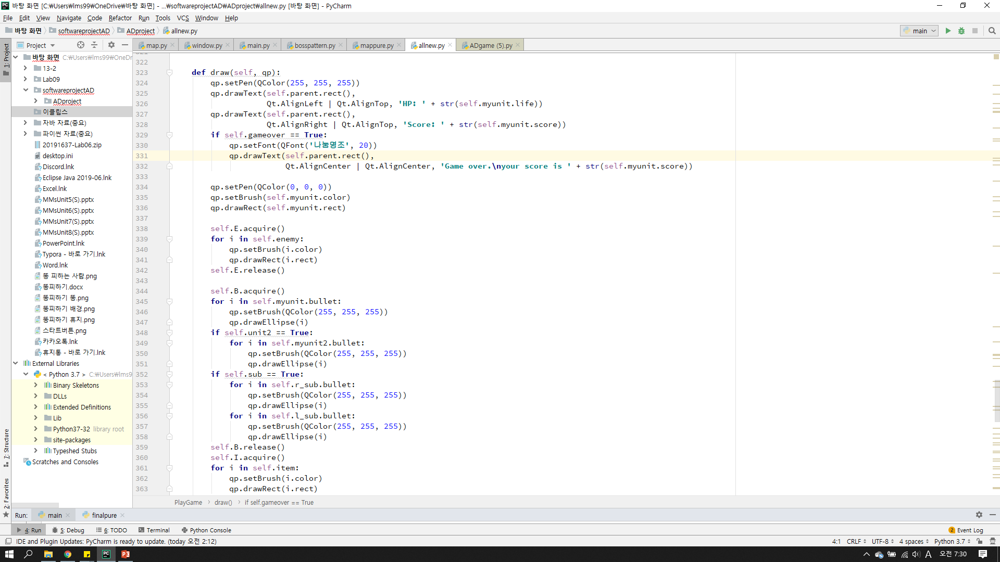 바탕 화면 [C:₩Users₩lms99₩OneDrive₩바탕 화면] - ...₩softwareprojectAD₩ADproject₩allnew.py [바탕 화면] - PyCharm
File Edit View Navigate Code Refactor Run Tools VCS Window Help
바탕 화면 softwareprojectAD ADproject allnew.py main
Project
map.py window.py main.py bosspattern.py mappure.py allnew.py ADgame (5).py
1: Project
7: Structure
2: Favorites
바탕 화면 C:₩Users₩lms99₩OneDr
13-2
Lab09
softwareprojectAD
ADproject
이클립스
자바 자료(중요)
파이썬 자료(중요)
20191637-Lab06.zip
desktop.ini
Discord.lnk
Eclipse Java 2019-06.lnk
Excel.lnk
MMsUnit5(S).pptx
MMsUnit6(S).pptx
MMsUnit7(S).pptx
MMsUnit8(S).pptx
PowerPoint.lnk
Typora - 바로 가기.lnk
Word.lnk
똥 피하는 사람.png
똥피하기.docx
똥피하기 똥.png
똥피하기 배경.png
똥피하기 휴지.png
스타트버튼.png
카카오톡.lnk
휴지통 - 바로 가기.lnk
External Libraries
< Python 3.7 > C:₩Users₩lms9
Binary Skeletons
DLLs
Extended Definitions
Lib
Python37-32 library root
site-packages
Typeshed Stubs
Scratches and Consoles
322
323 def draw(self, qp):
324 qp.setPen(QColor(255, 255, 255))
325 qp.drawText(self.parent.rect(),
326 Qt.AlignLeft | Qt.AlignTop, 'HP: ' + str(self.myunit.life))
327 qp.drawText(self.parent.rect(),
328 Qt.AlignRight | Qt.AlignTop, 'Score: ' + str(self.myunit.score))
329 if self.gameover == True:
330 qp.setFont(QFont('나눔명조', 20))
331 qp.drawText(self.parent.rect(),
332 Qt.AlignCenter | Qt.AlignCenter, 'Game over.\nyour score is ' + str(self.myunit.score))
333
334 qp.setPen(QColor(0, 0, 0))
335 qp.setBrush(self.myunit.color)
336 qp.drawRect(self.myunit.rect)
337
338 self.E.acquire()
339 for i in self.enemy:
340 qp.setBrush(i.color)
341 qp.drawRect(i.rect)
342 self.E.release()
343
344 self.B.acquire()
345 for i in self.myunit.bullet:
346 qp.setBrush(QColor(255, 255, 255))
347 qp.drawEllipse(i)
348 if self.unit2 == True:
349 for i in self.myunit2.bullet:
350 qp.setBrush(QColor(255, 255, 255))
351 qp.drawEllipse(i)
352 if self.sub == True:
353 for i in self.r_sub.bullet:
354 qp.setBrush(QColor(255, 255, 255))
355 qp.drawEllipse(i)
356 for i in self.l_sub.bullet:
357 qp.setBrush(QColor(255, 255, 255))
358 qp.drawEllipse(i)
359 self.B.release()
360 self.I.acquire()
361 for i in self.item:
362 qp.setBrush(i.color)
363 qp.drawRect(i.rect)
PlayGame draw() if self.gameover == True
Run: main finalpure
4: Run 5: Debug 6: TODO Terminal Python Console 2 Event Log
IDE and Plugin Updates: PyCharm is ready to update. (today 오전 2:12) 4:1 CRLF UTF-8 4 spaces Python 3.7
A 오전 7:30